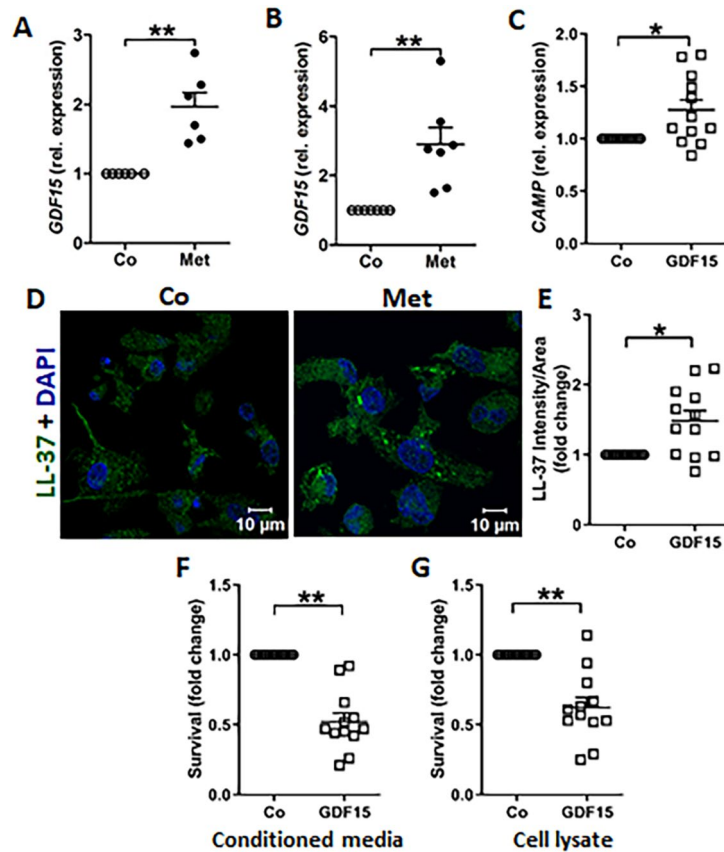 A
**
GDF15 (rel. expression)
3
2
1
0
Co
Met
B
**
GDF15 (rel. expression)
6
4
2
0
Co
Met
C
*
CAMP (rel. expression)
2.0
1.5
1.0
0.5
0.0
Co
GDF15
D
Co
Met
LL-37 + DAPI
10 µm
10 µm
E
*
LL-37 Intensity/Area
(fold change)
3
2
1
0
Co
GDF15
F
**
Survival (fold change)
1.5
1.0
0.5
0.0
Co
GDF15
Conditioned media
G
**
Survival (fold change)
1.5
1.0
0.5
0.0
Co
GDF15
Cell lysate